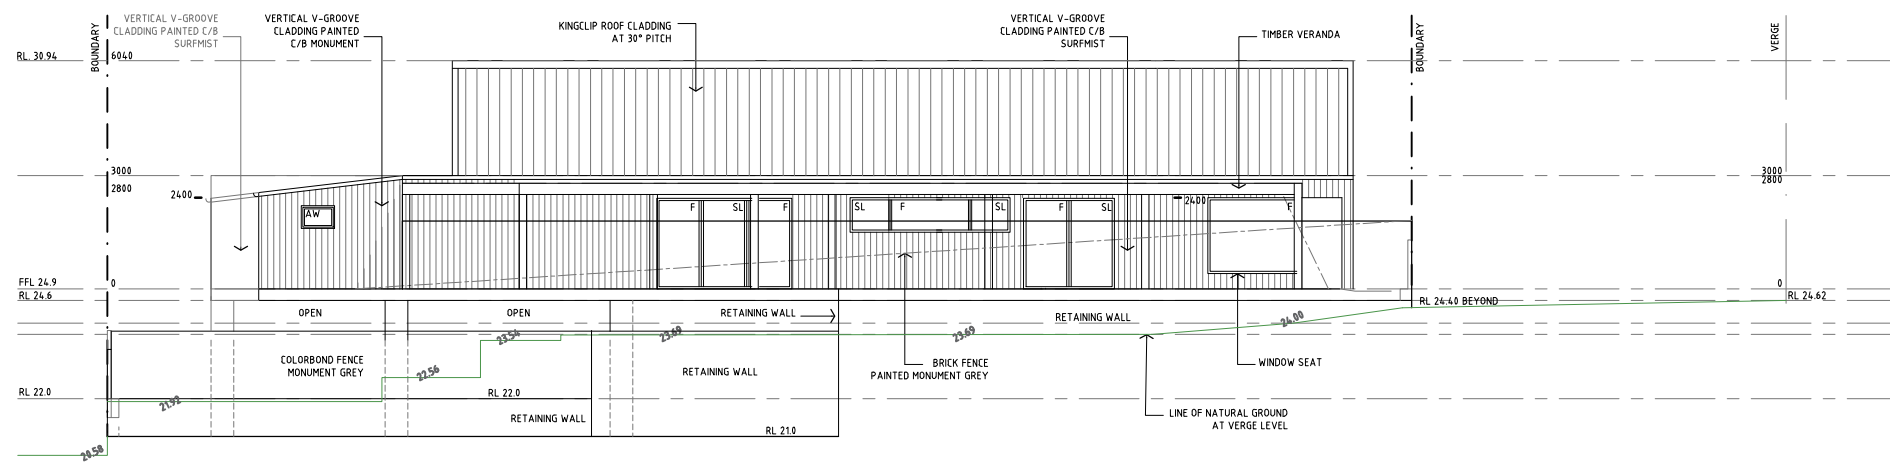 VERTICAL V-GROOVE
CLADDING PAINTED C/B
SURFMIST
BOUNDARY
VERTICAL V-GROOVE
CLADDING PAINTED
C/B MONUMENT
KINGCLIP ROOF CLADDING
AT 30° PITCH
VERTICAL V-GROOVE
CLADDING PAINTED C/B
SURFMIST
TIMBER VERANDA
BOUNDARY
VERGE
RL. 30.94
6040
3000
2800
2400
3000
2800
2400
AW
F
SL
F
SL
F
SL
F
SL
F
FFL 24.9
0
0
RL 24.6
RL 24.40 BEYOND
RL 24.62
OPEN
OPEN
RETAINING WALL
RETAINING WALL
24.00
23.54
23.69
23.69
COLORBOND FENCE
MONUMENT GREY
22.56
RETAINING WALL
BRICK FENCE
PAINTED MONUMENT GREY
WINDOW SEAT
RL 22.0
21.92
RL 22.0
RETAINING WALL
RL 21.0
LINE OF NATURAL GROUND
AT VERGE LEVEL
20.58